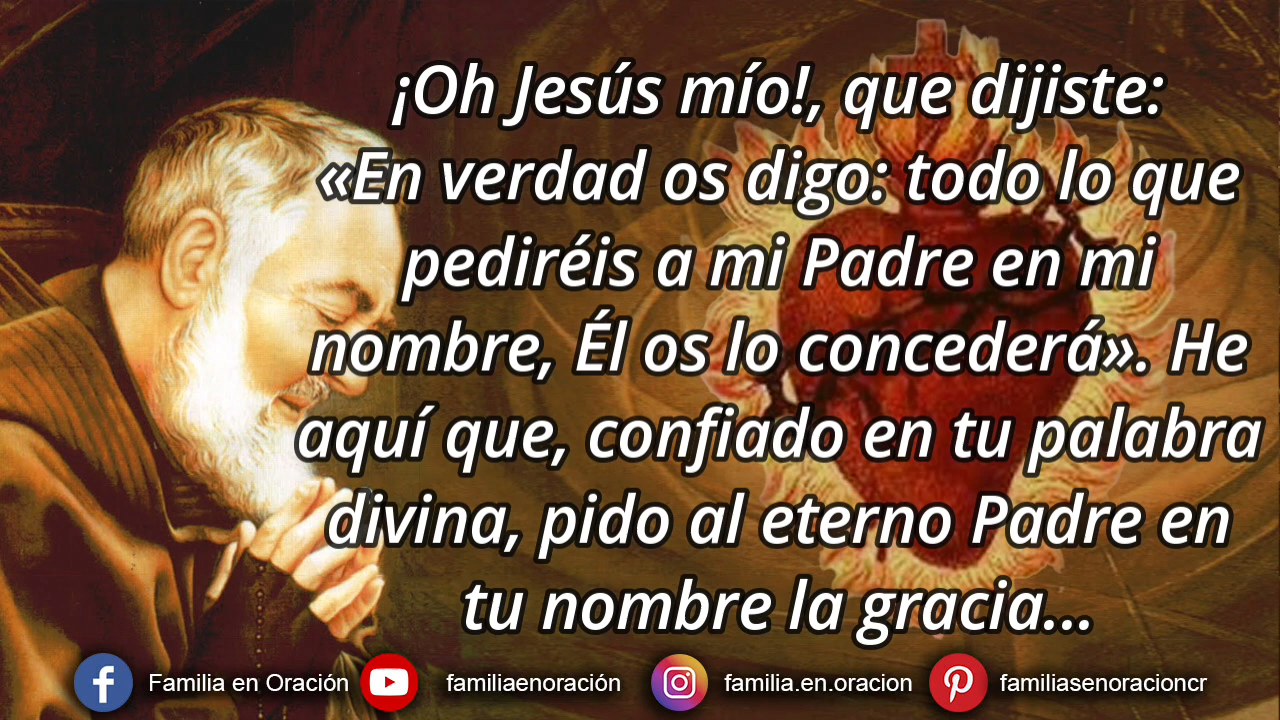 ¡Oh Jesús mío!, que dijiste:
«En verdad os digo: todo lo que
pediréis a mi Padre en mi
nombre, Él os lo concederá». He
aquí que, confiado en tu palabra
divina, pido al eterno Padre en
tu nombre la gracia...
Familia en Oración familiaenoración familia.en.oracion familiasenoracioncr